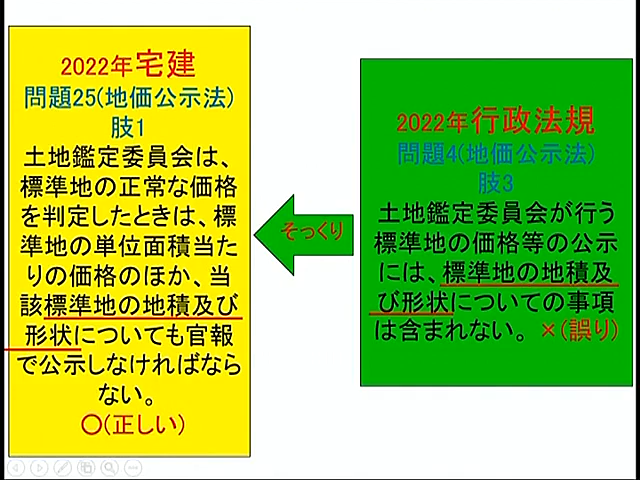 2022年宅建
問題25(地価公示法)
肢1
土地鑑定委員会は、
標準地の正常な価格
を判定したときは、標
準地の単位面積当た
りの価格のほか、当
該標準地の地積及び
形状についても官報
で公示しなければなら
ない。
〇(正しい)
そっくり
2022年行政法規
問題4(地価公示法)
肢3
土地鑑定委員会が行う
標準地の価格等の公示
には、標準地の地積及
び形状についての事項
は含まれない。 ×(誤り)